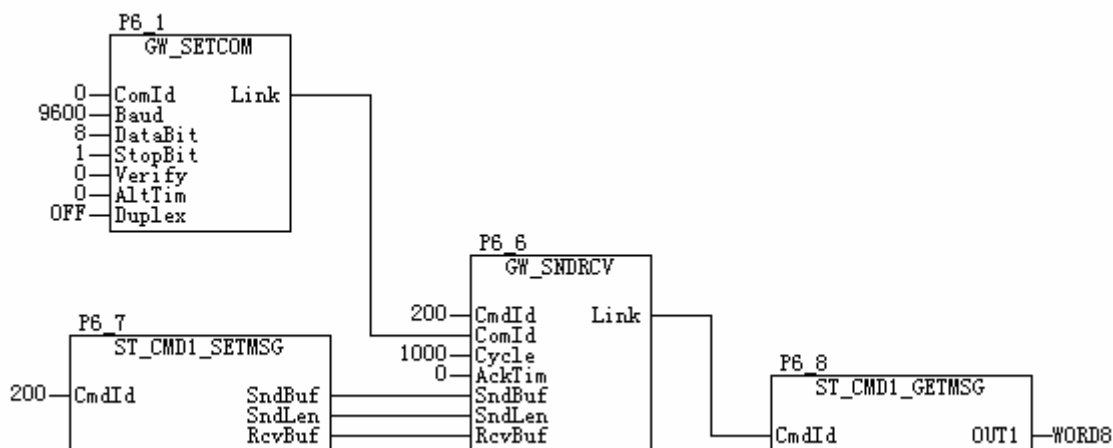 P6_1
GW_SETCOM
0 ComId Link
9600 Baud
8 DataBit
1 StopBit
0 Verify
0 AltTim
OFF Duplex
P6_6
GW_SNDRCV
200 CmdId Link
ComId
1000 Cycle
0 AckTim
SndBuf
SndLen
RcvBuf
P6_7
ST_CMD1_SETMSG
200 CmdId SndBuf
SndLen
RcvBuf
P6_8
ST_CMD1_GETMSG
CmdId OUT1 WORD8